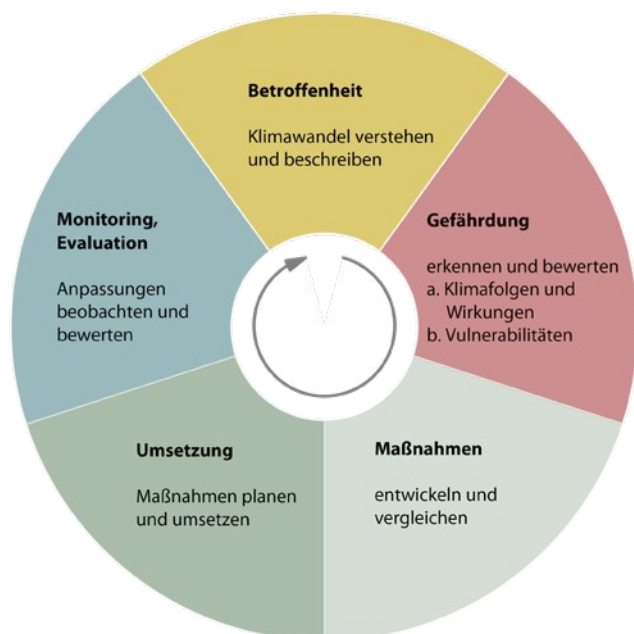 Betroffenheit
Klimawandel verstehen
und beschreiben
Gefährdung
erkennen und bewerten
a. Klimafolgen und
Wirkungen
b. Vulnerabilitäten
Maßnahmen
entwickeln und
vergleichen
Umsetzung
Maßnahmen planen
und umsetzen
Monitoring,
Evaluation
Anpassungen
beobachten und
bewerten